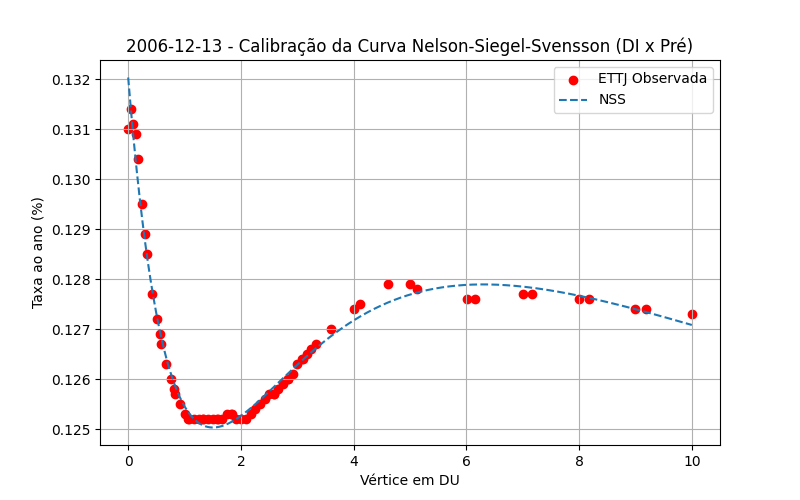 2006-12-13 - Calibração da Curva Nelson-Siegel-Svensson (DI x Pré)
ETTJ Observada
NSS
Taxa ao ano (%)
0.132
0.131
0.130
0.129
0.128
0.127
0.126
0.125
0 2 4 6 8 10
Vértice em DU